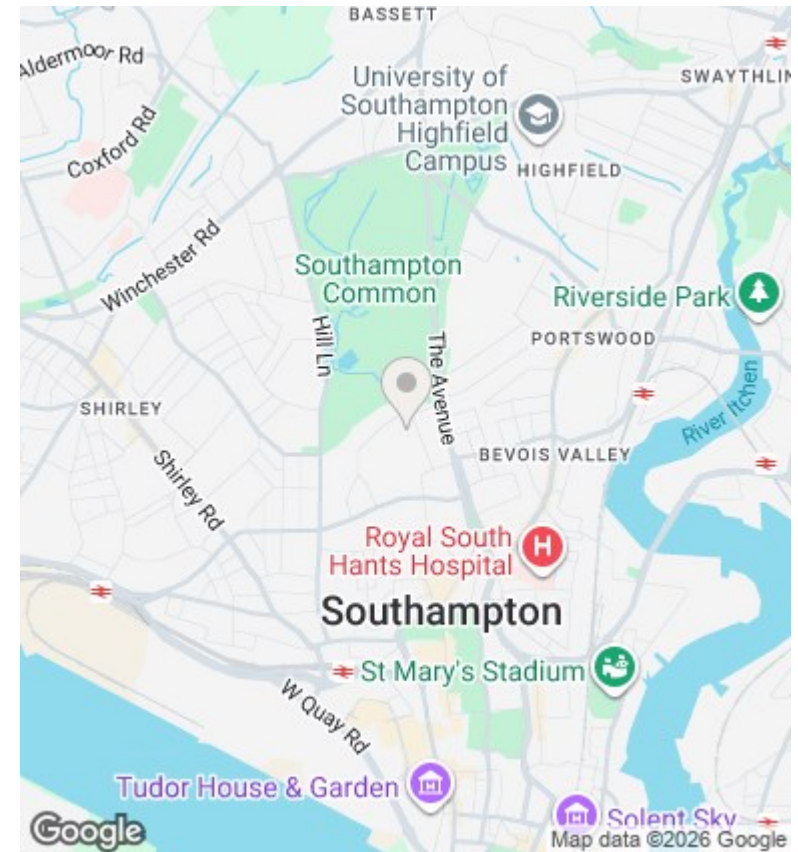 BASSETT
Aldermoor Rd
University of
Southampton
Highfield
Campus
SWAYTHLIN
Coxford Rd
HIGHFIELD
Winchester Rd
Southampton
Common
Riverside Park
Hill Ln
The Avenue
PORTSWOOD
SHIRLEY
River Itchen
BEVOIS VALLEY
Shirley Rd
Royal South
Hants Hospital
H
Southampton
St Mary's Stadium
W Quay Rd
Tudor House & Garden
Solent Sky
Google
Map data ©2026 Google